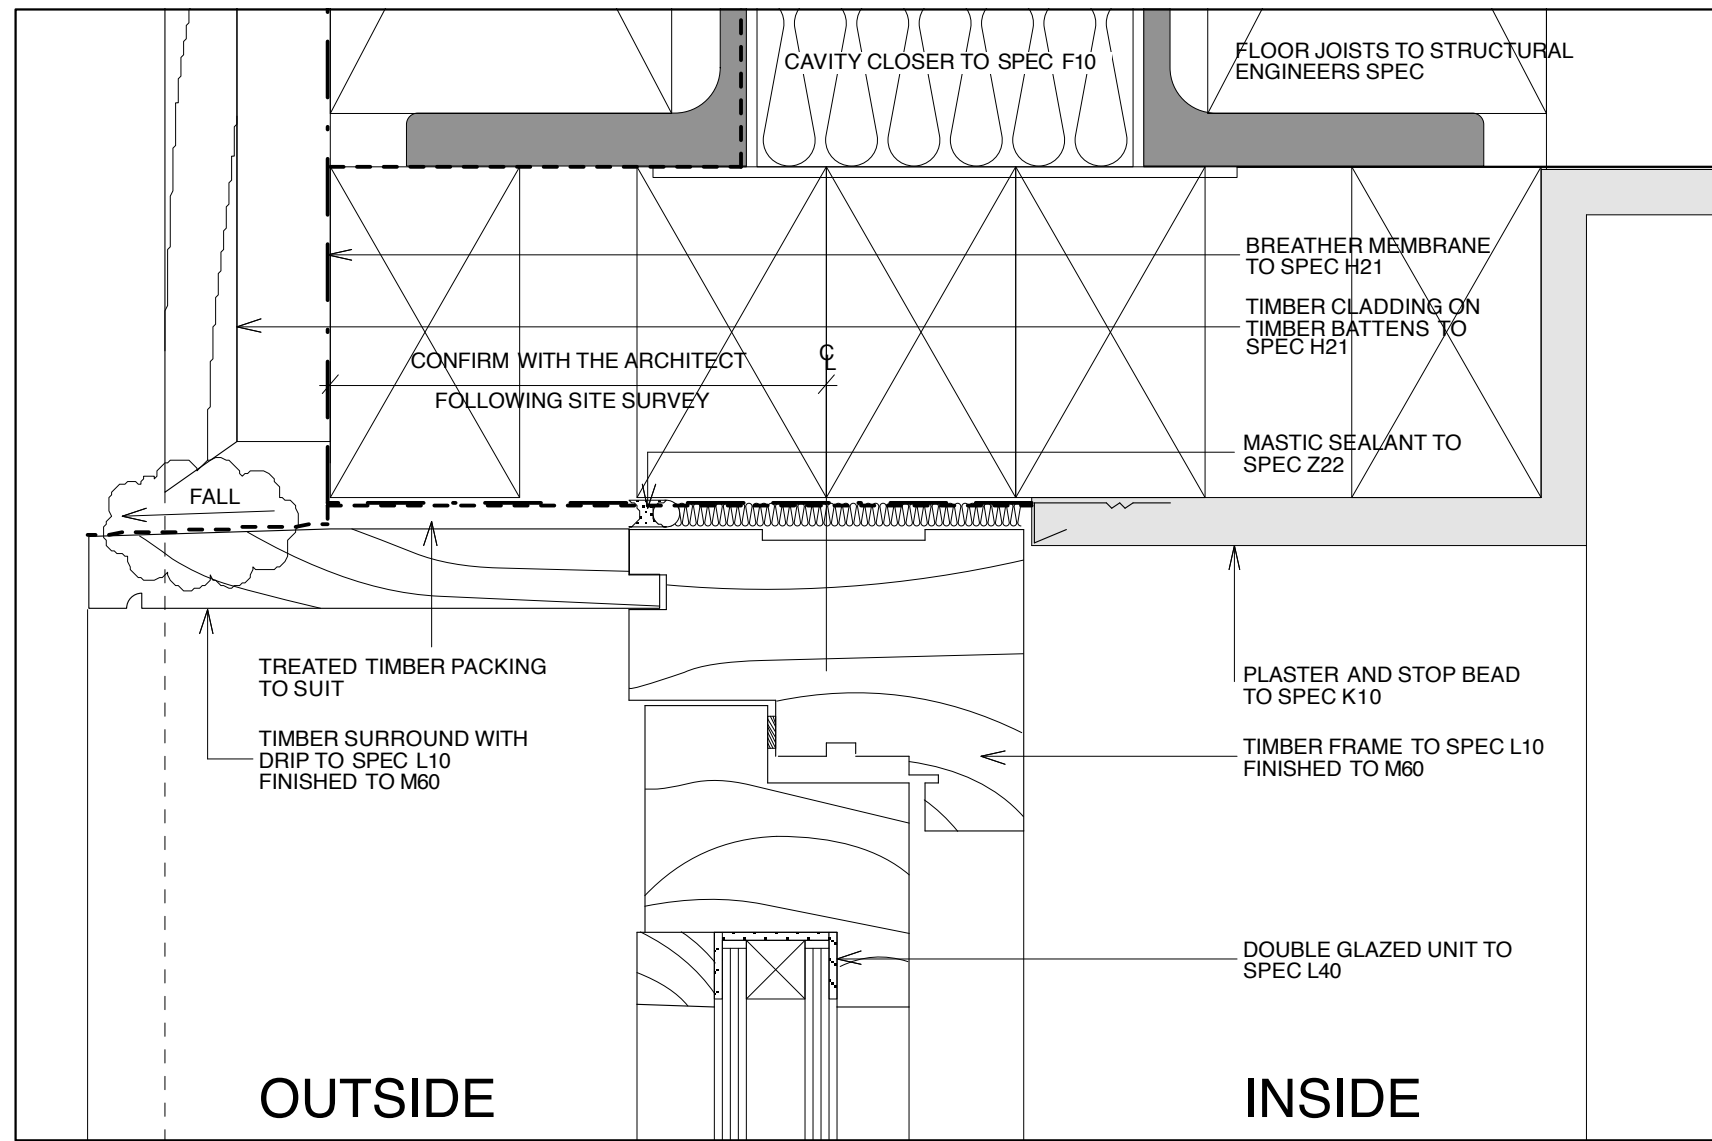 CAVITY CLOSER TO SPEC F10
FLOOR JOISTS TO STRUCTURAL
ENGINEERS SPEC
BREATHER MEMBRANE
TO SPEC H21
TIMBER CLADDING ON
TIMBER BATTENS TO
SPEC H21
CONFIRM WITH THE ARCHITECT
FOLLOWING SITE SURVEY
CL
MASTIC SEALANT TO
SPEC Z22
FALL
TREATED TIMBER PACKING
TO SUIT
TIMBER SURROUND WITH
DRIP TO SPEC L10
FINISHED TO M60
PLASTER AND STOP BEAD
TO SPEC K10
TIMBER FRAME TO SPEC L10
FINISHED TO M60
DOUBLE GLAZED UNIT TO
SPEC L40
OUTSIDE
INSIDE